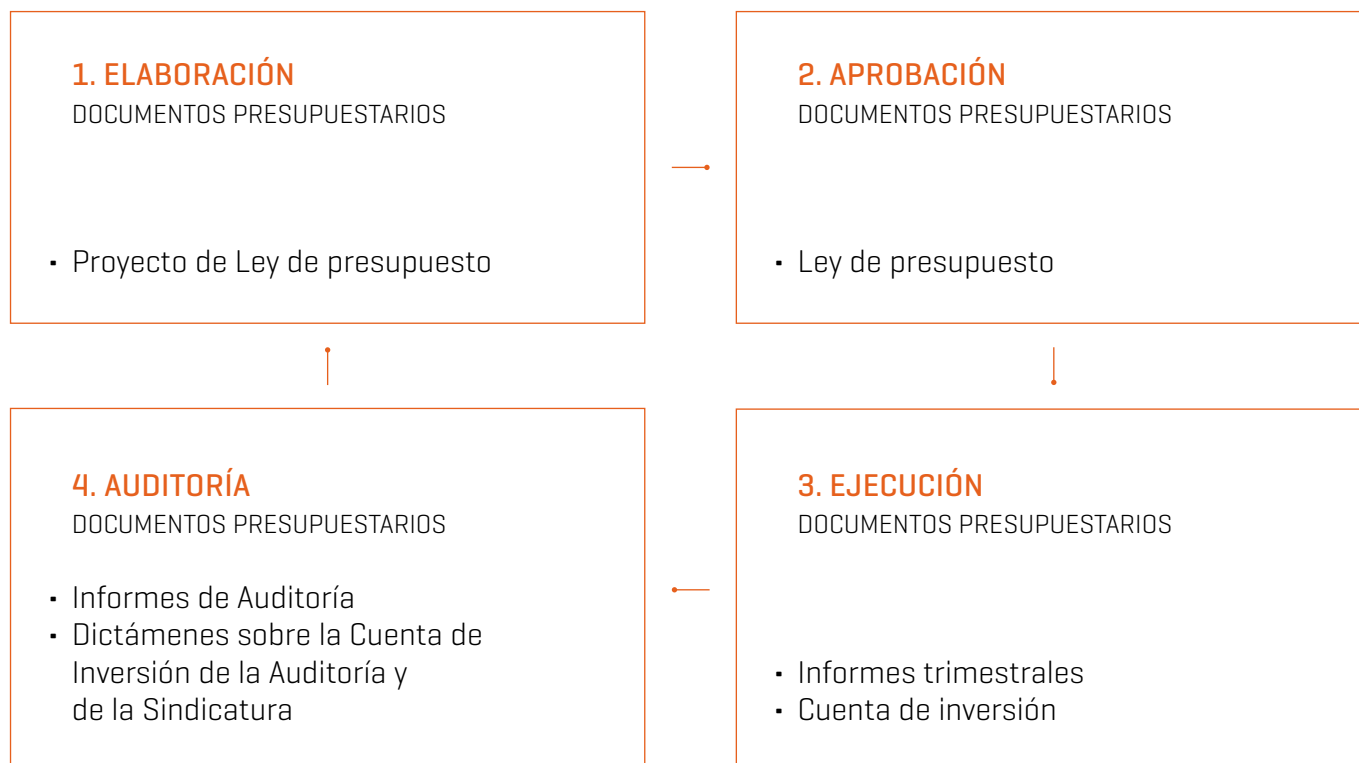 1. ELABORACIÓN
DOCUMENTOS PRESUPUESTARIOS
▪ Proyecto de Ley de presupuesto
2. APROBACIÓN
DOCUMENTOS PRESUPUESTARIOS
▪ Ley de presupuesto
3. EJECUCIÓN
DOCUMENTOS PRESUPUESTARIOS
▪ Informes trimestrales
▪ Cuenta de inversión
4. AUDITORÍA
DOCUMENTOS PRESUPUESTARIOS
▪ Informes de Auditoría
▪ Dictámenes sobre la Cuenta de
Inversión de la Auditoría y
de la Sindicatura